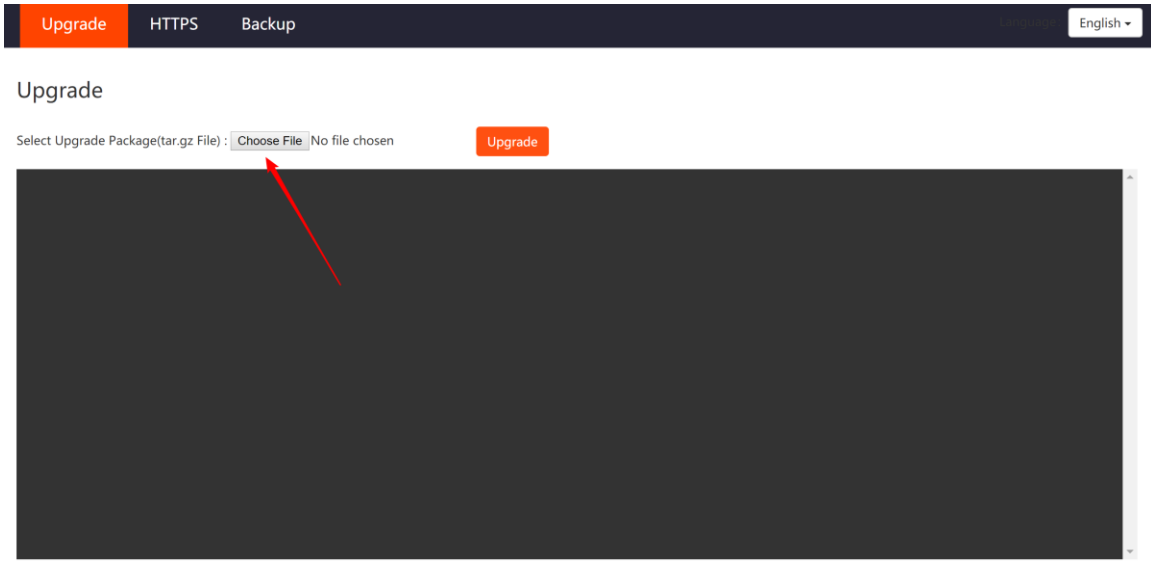 Upgrade HTTPS Backup Language English
Upgrade
Select Upgrade Package(tar.gz File) : Choose File No file chosen Upgrade